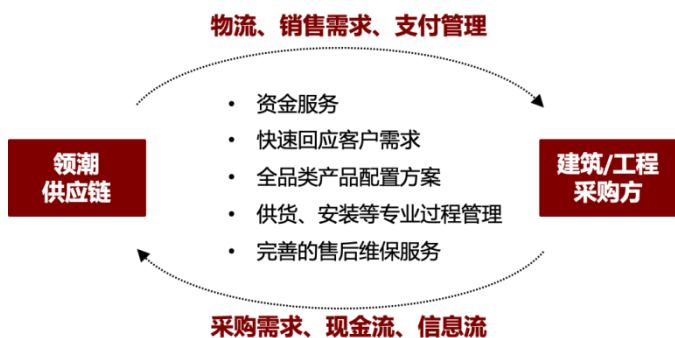 物流、销售需求、支付管理
• 资金服务
• 快速回应客户需求
• 全品类产品配置方案
• 供货、安装等专业过程管理
• 完善的售后维保服务
领潮
供应链
建筑/工程
采购方
采购需求、现金流、信息流